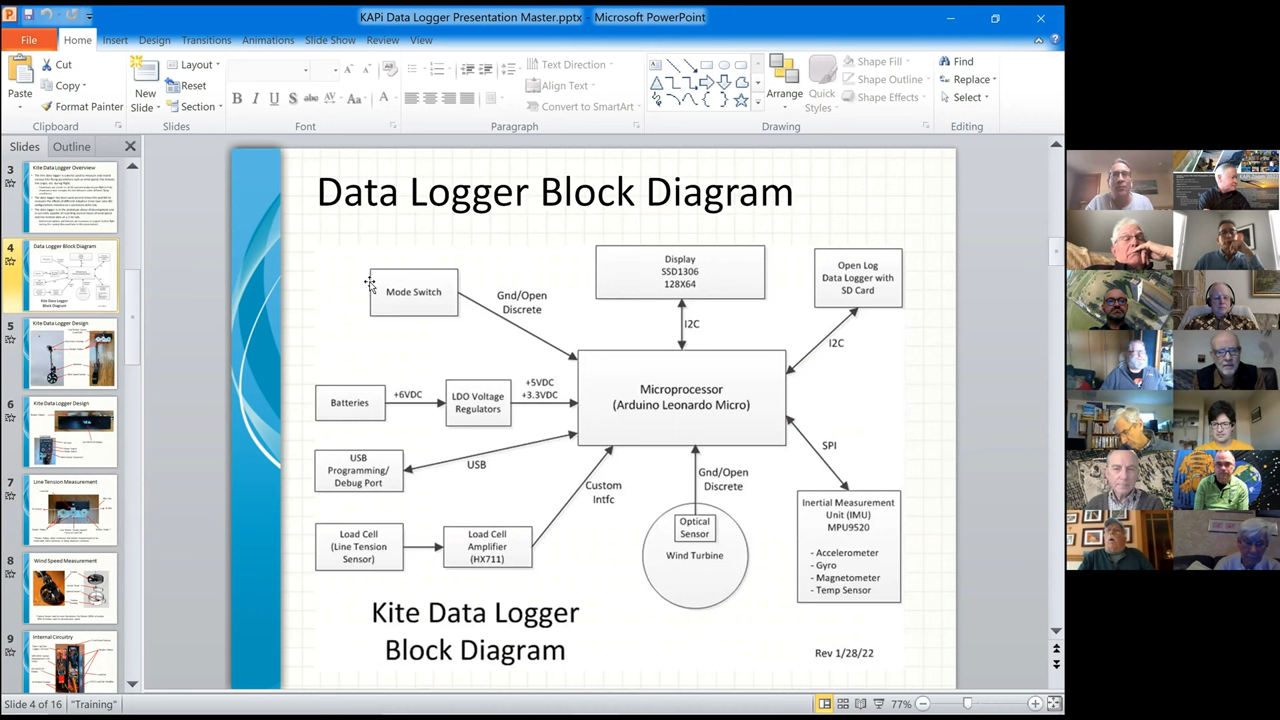 KAPi Data Logger Presentation Master.pptx - Microsoft PowerPoint
File Home Insert Design Transitions Animations Slide Show Review View
Paste
Cut
Copy
Format Painter
Clipboard
New
Slide
Layout
Reset
Section
Slides
B I U S abc AV Aa A
Font
Text Direction
Align Text
Convert to SmartArt
Paragraph
Arrange
Quick
Styles
Shape Fill
Shape Outline
Shape Effects
Drawing
Find
Replace
Select
Editing
Slides Outline
3
Kite Data Logger Overview
4
Data Logger Block Diagram
Kite Data Logger
Block Diagram
5
Kite Data Logger Design
6
Kite Data Logger Design
7
Line Tension Measurement
8
Wind Speed Measurement
9
Internal Circuitry
Data Logger Block Diagram
Mode Switch
Gnd/Open
Discrete
Display
SSD1306
128X64
I2C
Open Log
Data Logger with
SD Card
I2C
Batteries
+6VDC
LDO Voltage
Regulators
+5VDC
+3.3VDC
Microprocessor
(Arduino Leonardo Micro)
USB
Programming/
Debug Port
USB
Custom
Intfc
Gnd/Open
Discrete
SPI
Load Cell
(Line Tension
Sensor)
Load Cell
Amplifier
(HX711)
Optical
Sensor
Wind Turbine
Inertial Measurement
Unit (IMU)
MPU9520
- Accelerometer
- Gyro
- Magnetometer
- Temp Sensor
Kite Data Logger
Block Diagram
Rev 1/28/22
Slide 4 of 16 "Training" 77%